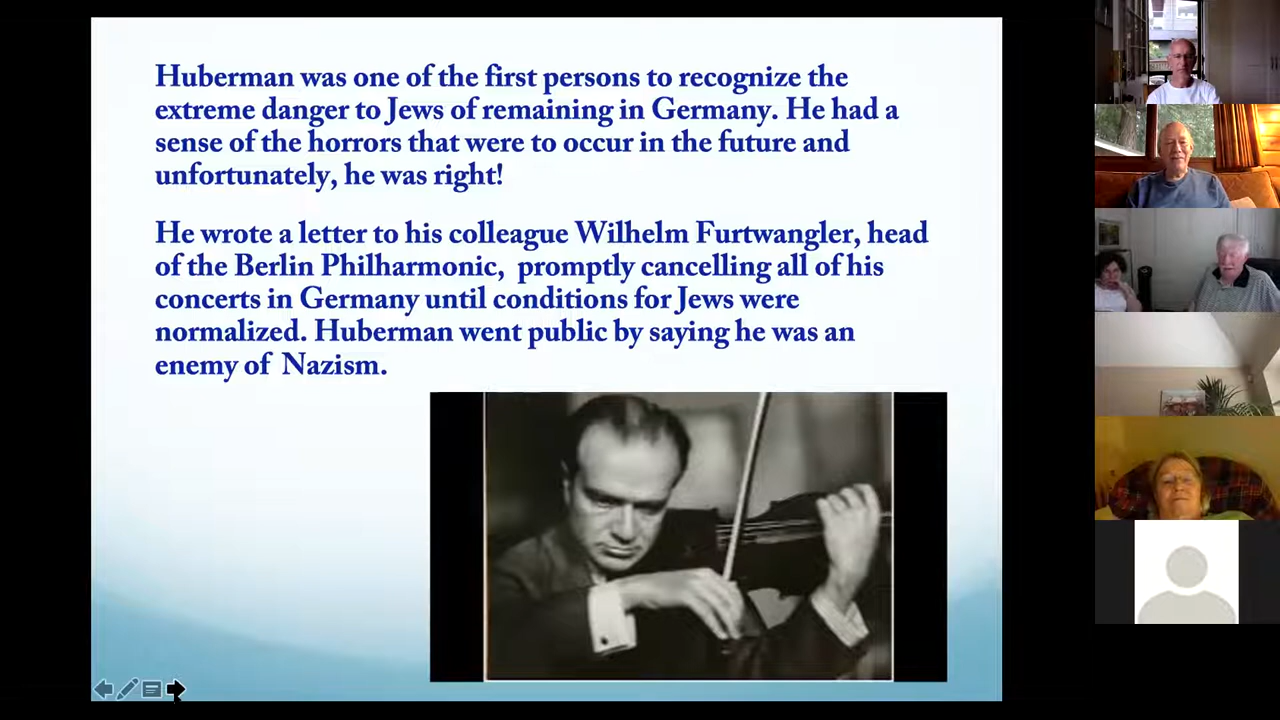 Huberman was one of the first persons to recognize the
extreme danger to Jews of remaining in Germany. He had a
sense of the horrors that were to occur in the future and
unfortunately, he was right!
He wrote a letter to his colleague Wilhelm Furtwangler, head
of the Berlin Philharmonic, promptly cancelling all of his
concerts in Germany until conditions for Jews were
normalized. Huberman went public by saying he was an
enemy of Nazism.